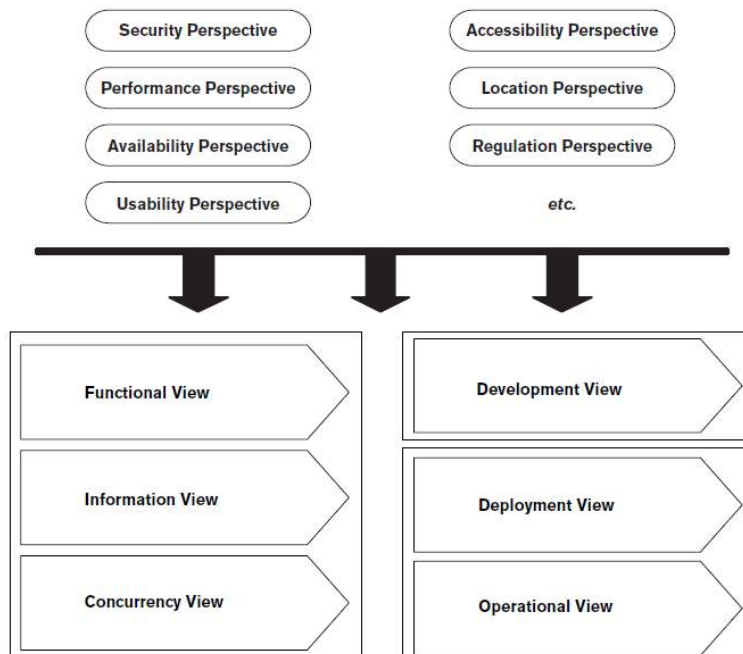 Security Perspective
Accessibility Perspective
Performance Perspective
Location Perspective
Availability Perspective
Regulation Perspective
Usability Perspective
etc.
Functional View
Development View
Information View
Deployment View
Concurrency View
Operational View